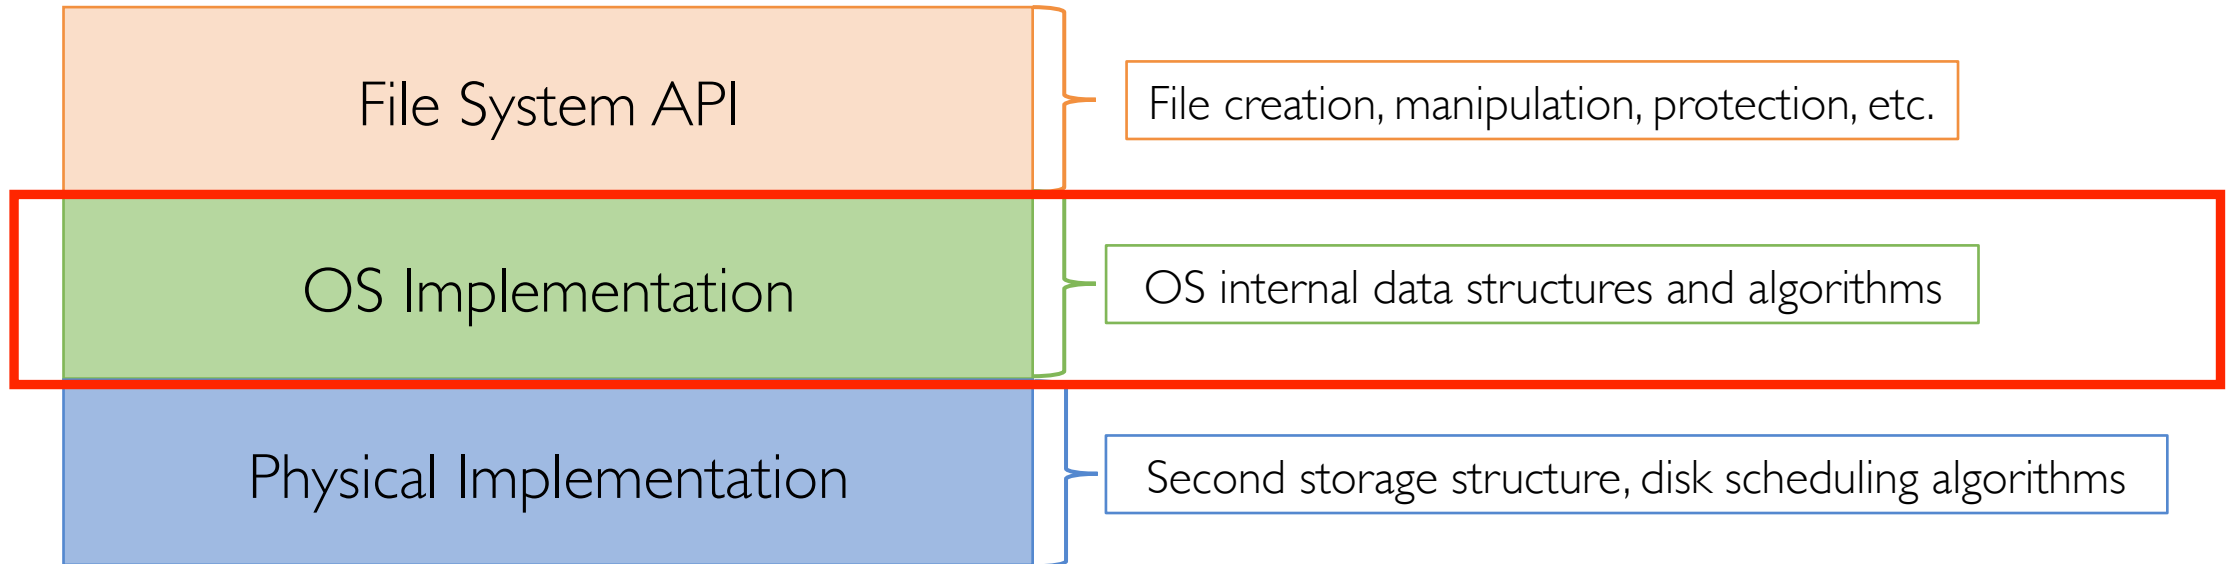 File System API
File creation, manipulation, protection, etc.
OS Implementation
OS internal data structures and algorithms
Physical Implementation
Second storage structure, disk scheduling algorithms